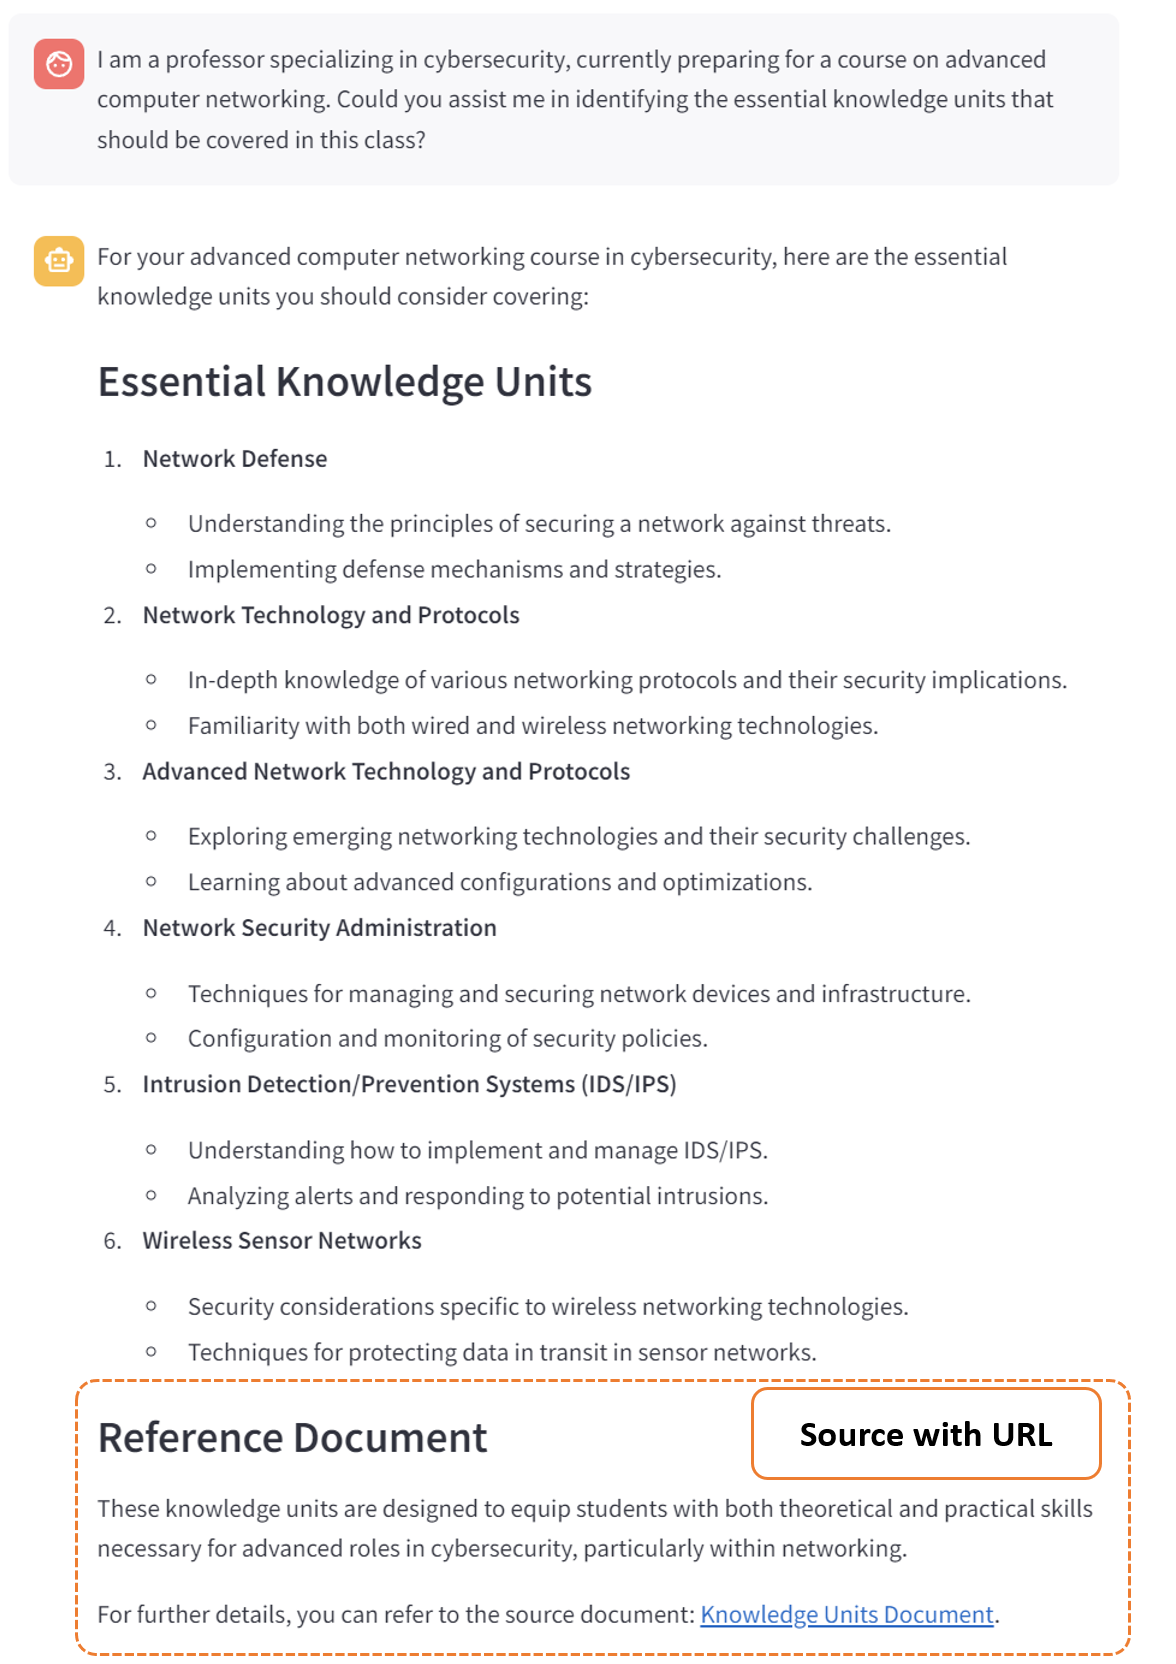 I am a professor specializing in cybersecurity, currently preparing for a course on advanced
computer networking. Could you assist me in identifying the essential knowledge units that
should be covered in this class?
For your advanced computer networking course in cybersecurity, here are the essential
knowledge units you should consider covering:
Essential Knowledge Units
1. Network Defense
○ Understanding the principles of securing a network against threats.
○ Implementing defense mechanisms and strategies.
2. Network Technology and Protocols
○ In-depth knowledge of various networking protocols and their security implications.
○ Familiarity with both wired and wireless networking technologies.
3. Advanced Network Technology and Protocols
○ Exploring emerging networking technologies and their security challenges.
○ Learning about advanced configurations and optimizations.
4. Network Security Administration
○ Techniques for managing and securing network devices and infrastructure.
○ Configuration and monitoring of security policies.
5. Intrusion Detection/Prevention Systems (IDS/IPS)
○ Understanding how to implement and manage IDS/IPS.
○ Analyzing alerts and responding to potential intrusions.
6. Wireless Sensor Networks
○ Security considerations specific to wireless networking technologies.
○ Techniques for protecting data in transit in sensor networks.
Reference Document
Source with URL
These knowledge units are designed to equip students with both theoretical and practical skills
necessary for advanced roles in cybersecurity, particularly within networking.
For further details, you can refer to the source document: Knowledge Units Document.